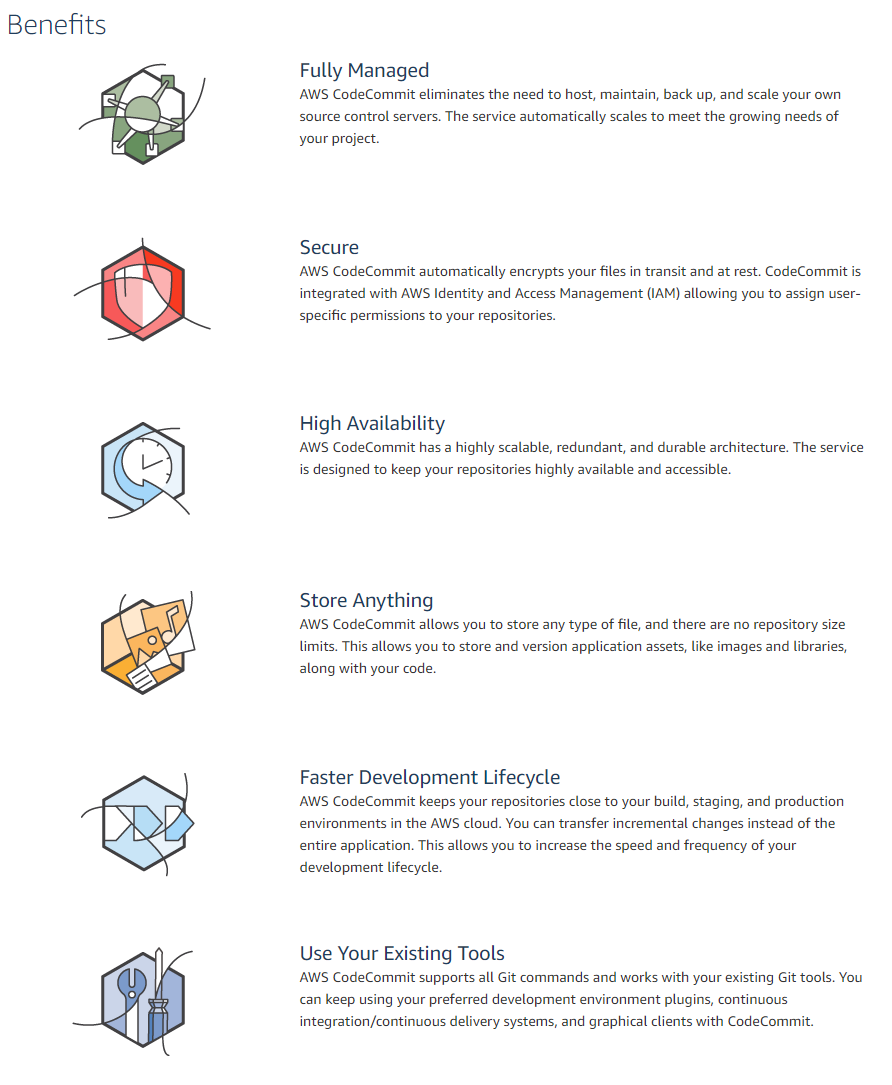 Benefits
Fully Managed
AWS CodeCommit eliminates the need to host, maintain, back up, and scale your own
source control servers. The service automatically scales to meet the growing needs of
your project.
Secure
AWS CodeCommit automatically encrypts your files in transit and at rest. CodeCommit is
integrated with AWS Identity and Access Management (IAM) allowing you to assign user-
specific permissions to your repositories.
High Availability
AWS CodeCommit has a highly scalable, redundant, and durable architecture. The service
is designed to keep your repositories highly available and accessible.
Store Anything
AWS CodeCommit allows you to store any type of file, and there are no repository size
limits. This allows you to store and version application assets, like images and libraries,
along with your code.
Faster Development Lifecycle
AWS CodeCommit keeps your repositories close to your build, staging, and production
environments in the AWS cloud. You can transfer incremental changes instead of the
entire application. This allows you to increase the speed and frequency of your
development lifecycle.
Use Your Existing Tools
AWS CodeCommit supports all Git commands and works with your existing Git tools. You
can keep using your preferred development environment plugins, continuous
integration/continuous delivery systems, and graphical clients with CodeCommit.